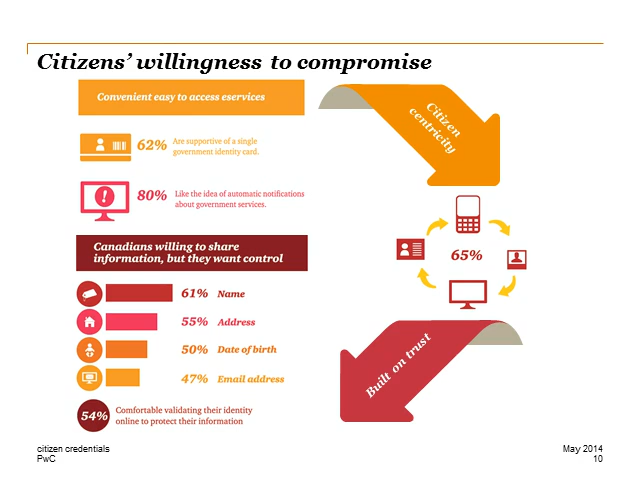 Citizens’ willingness to compromise
Convenient easy to access eservices
62% Are supportive of a single
government identity card.
80% Like the idea of automatic notifications
about government services.
Canadians willing to share
information, but they want control
61% Name
55% Address
50% Date of birth
47% Email address
54% Comfortable validating their identity
online to protect their information
Citizen
centricity
65%
Built on trust
citizen credentials
PwC
May 2014
10